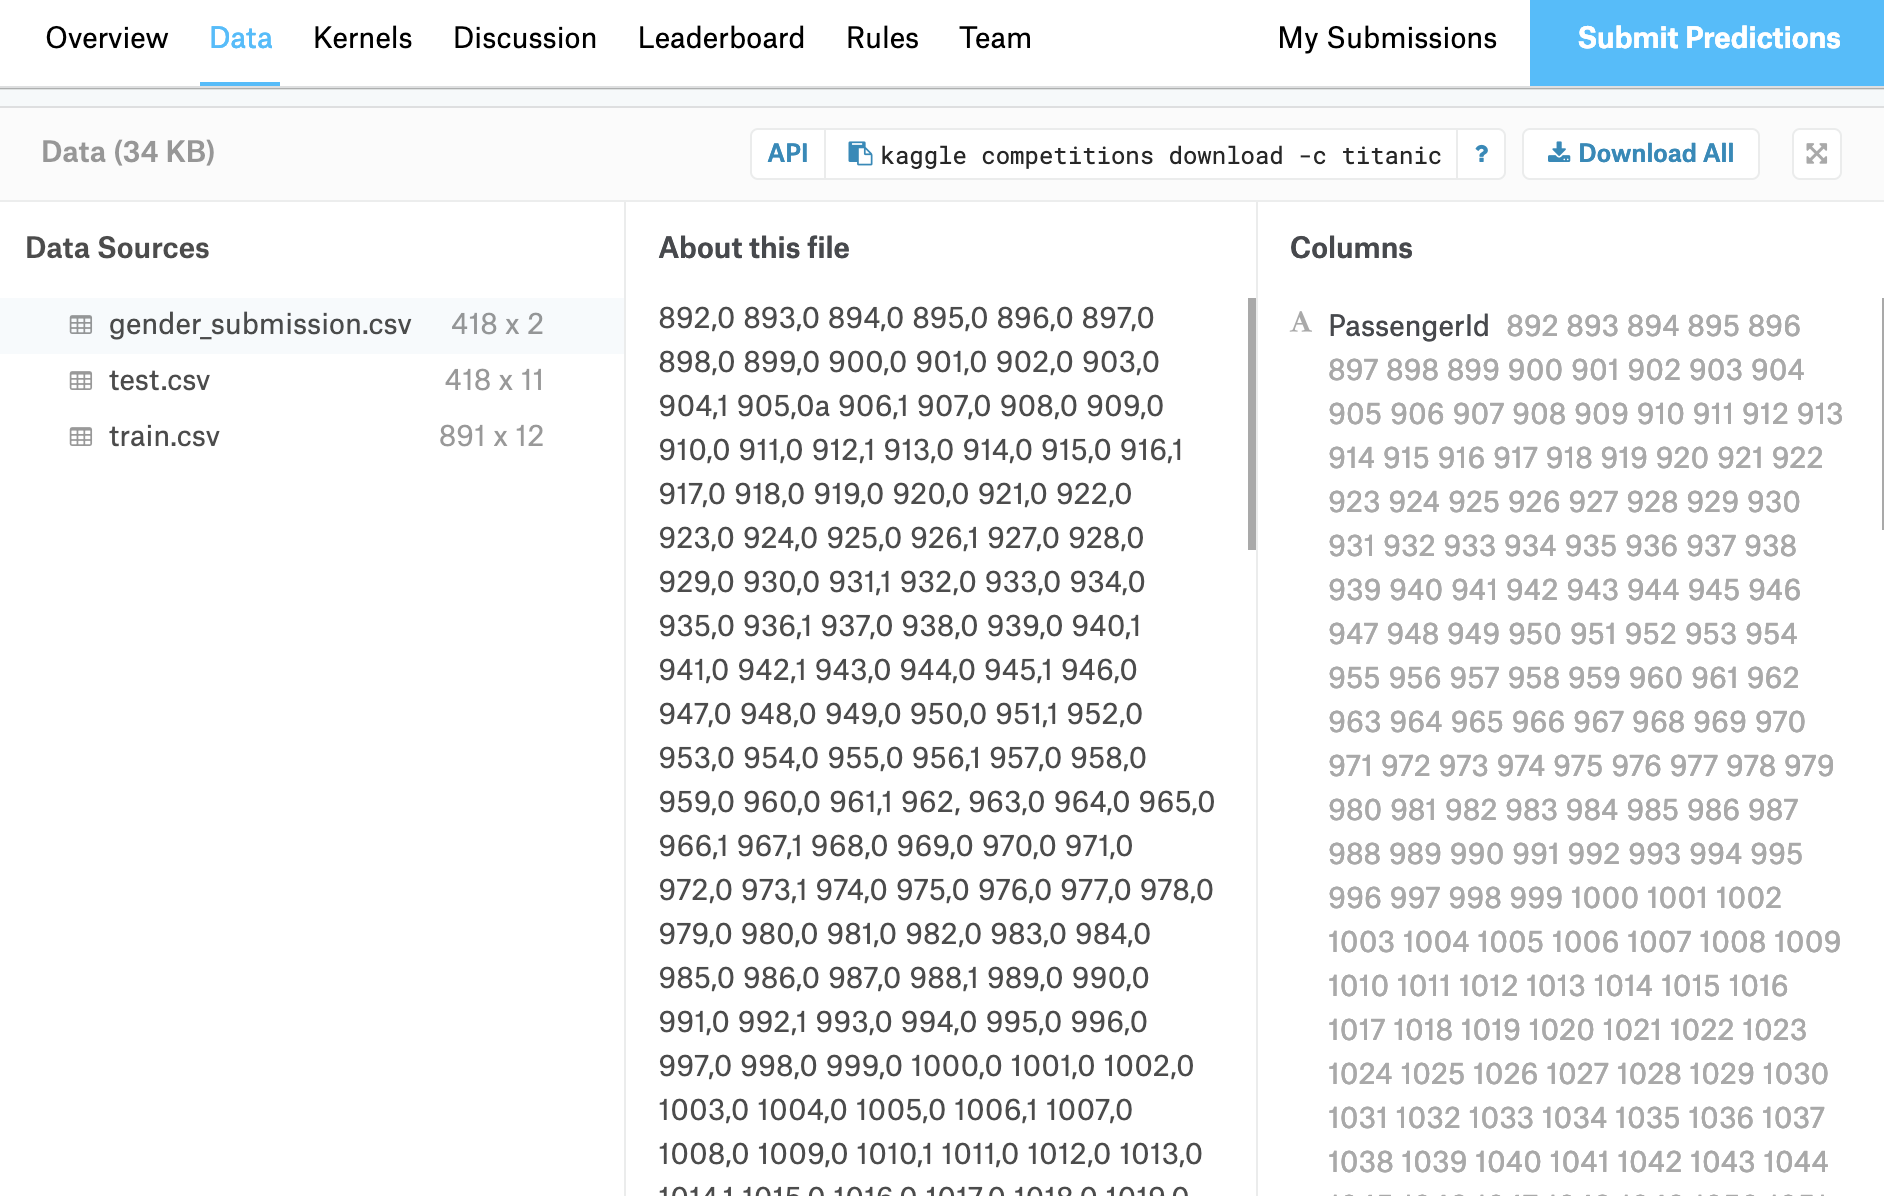 Overview Data Kernels Discussion Leaderboard Rules Team My Submissions Submit Predictions
Data (34 KB) API kaggle competitions download -c titanic ? Download All
Data Sources
gender_submission.csv 418 x 2
test.csv 418 x 11
train.csv 891 x 12
About this file
892,0 893,0 894,0 895,0 896,0 897,0
898,0 899,0 900,0 901,0 902,0 903,0
904,1 905,0a 906,1 907,0 908,0 909,0
910,0 911,0 912,1 913,0 914,0 915,0 916,1
917,0 918,0 919,0 920,0 921,0 922,0
923,0 924,0 925,0 926,1 927,0 928,0
929,0 930,0 931,1 932,0 933,0 934,0
935,0 936,1 937,0 938,0 939,0 940,1
941,0 942,1 943,0 944,0 945,1 946,0
947,0 948,0 949,0 950,0 951,1 952,0
953,0 954,0 955,0 956,1 957,0 958,0
959,0 960,0 961,1 962, 963,0 964,0 965,0
966,1 967,1 968,0 969,0 970,0 971,0
972,0 973,1 974,0 975,0 976,0 977,0 978,0
979,0 980,0 981,0 982,0 983,0 984,0
985,0 986,0 987,0 988,1 989,0 990,0
991,0 992,1 993,0 994,0 995,0 996,0
997,0 998,0 999,0 1000,0 1001,0 1002,0
1003,0 1004,0 1005,0 1006,1 1007,0
1008,0 1009,0 1010,1 1011,0 1012,0 1013,0
1014,1 1015,0 1016,0 1017,0 1018,0 1019,0
Columns
A PassengerId 892 893 894 895 896
897 898 899 900 901 902 903 904
905 906 907 908 909 910 911 912 913
914 915 916 917 918 919 920 921 922
923 924 925 926 927 928 929 930
931 932 933 934 935 936 937 938
939 940 941 942 943 944 945 946
947 948 949 950 951 952 953 954
955 956 957 958 959 960 961 962
963 964 965 966 967 968 969 970
971 972 973 974 975 976 977 978 979
980 981 982 983 984 985 986 987
988 989 990 991 992 993 994 995
996 997 998 999 1000 1001 1002
1003 1004 1005 1006 1007 1008 1009
1010 1011 1012 1013 1014 1015 1016
1017 1018 1019 1020 1021 1022 1023
1024 1025 1026 1027 1028 1029 1030
1031 1032 1033 1034 1035 1036 1037
1038 1039 1040 1041 1042 1043 1044